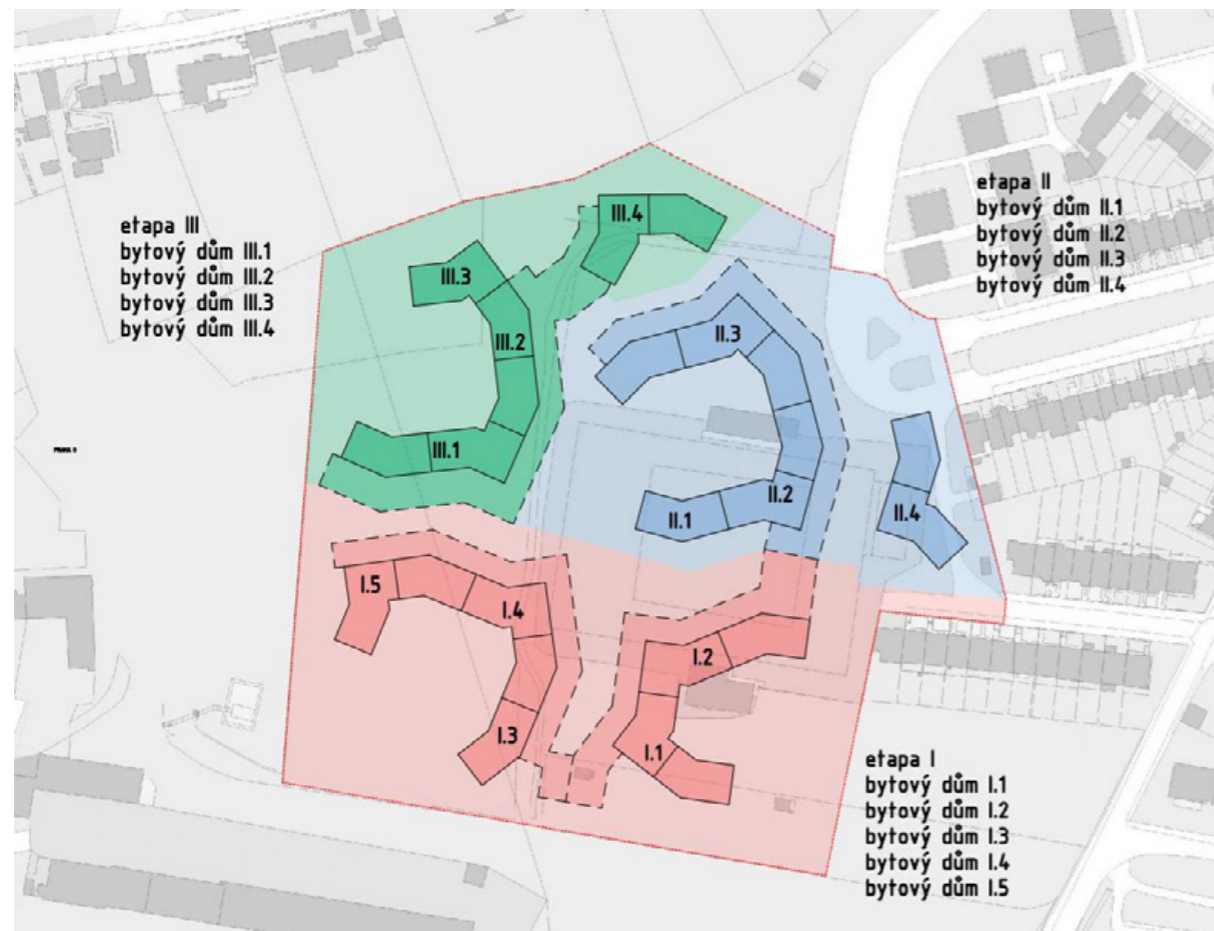 etapa III
bytový dům III.1
bytový dům III.2
bytový dům III.3
bytový dům III.4
etapa II
bytový dům II.1
bytový dům II.2
bytový dům II.3
bytový dům II.4
III.4
III.3
III.2
II.3
III.1
II.2
II.1
II.4
I.5
I.4
I.2
I.3
I.1
etapa I
bytový dům I.1
bytový dům I.2
bytový dům I.3
bytový dům I.4
bytový dům I.5